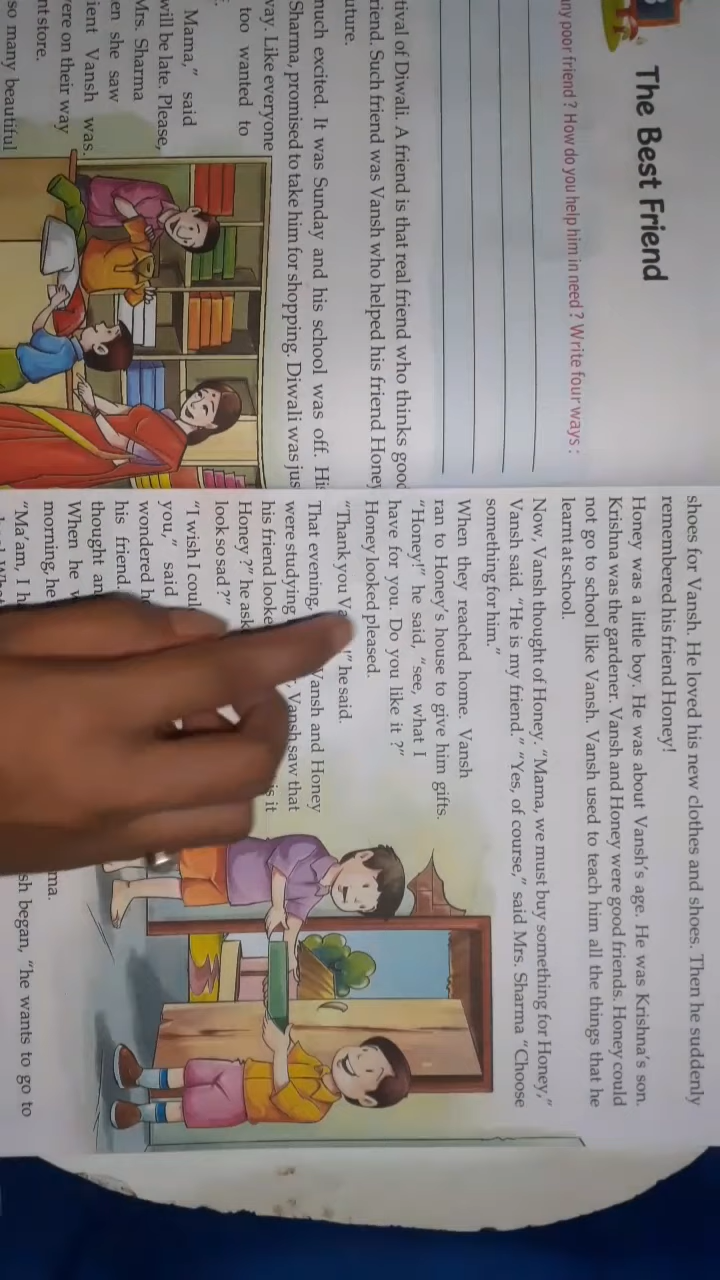 The Best Friend
any poor friend ? How do you help him in need ? Write four ways :
tival of Diwali. A friend is that real friend who thinks good
riend. Such friend was Vansh who helped his friend Honey
uture.
much excited. It was Sunday and his school was off. His
Sharma, promised to take him for shopping. Diwali was jus
way. Like everyone
too wanted to
Mama,” said
will be late. Please,
Mrs. Sharma
en she saw
ient Vansh was.
ere on their way
nt store.
so many beautiful
shoes for Vansh. He loved his new clothes and shoes. Then he suddenly
remembered his friend Honey!
Honey was a little boy. He was about Vansh’s age. He was Krishna’s son.
Krishna was the gardener. Vansh and Honey were good friends. Honey could
not go to school like Vansh. Vansh used to teach him all the things that he
learnt at school.
Now, Vansh thought of Honey. “Mama, we must buy something for Honey,”
Vansh said. “He is my friend.” “Yes, of course,” said Mrs. Sharma “Choose
something for him.”
When they reached home. Vansh
ran to Honey’s house to give him gifts.
“Honey!” he said, “see, what I
have for you. Do you like it ?”
Honey looked pleased.
“Thank you Va !” he said.
That evening, Vansh and Honey
were studying Vansh saw that
his friend looke is it
Honey ?” he ask
look so sad ?”
“I wish I coul
you,” said
wondered h
his friend.
thought an
When he
morning, he ma.
“Ma’am, I h sh began, “he wants to go to